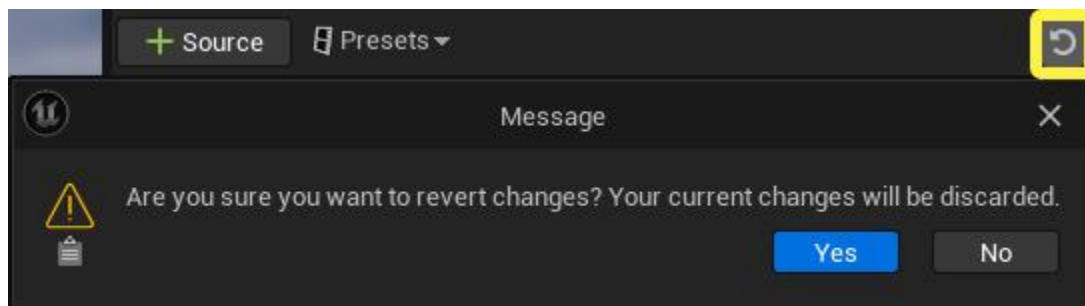 + Source Presets
Message
Are you sure you want to revert changes? Your current changes will be discarded.
Yes No